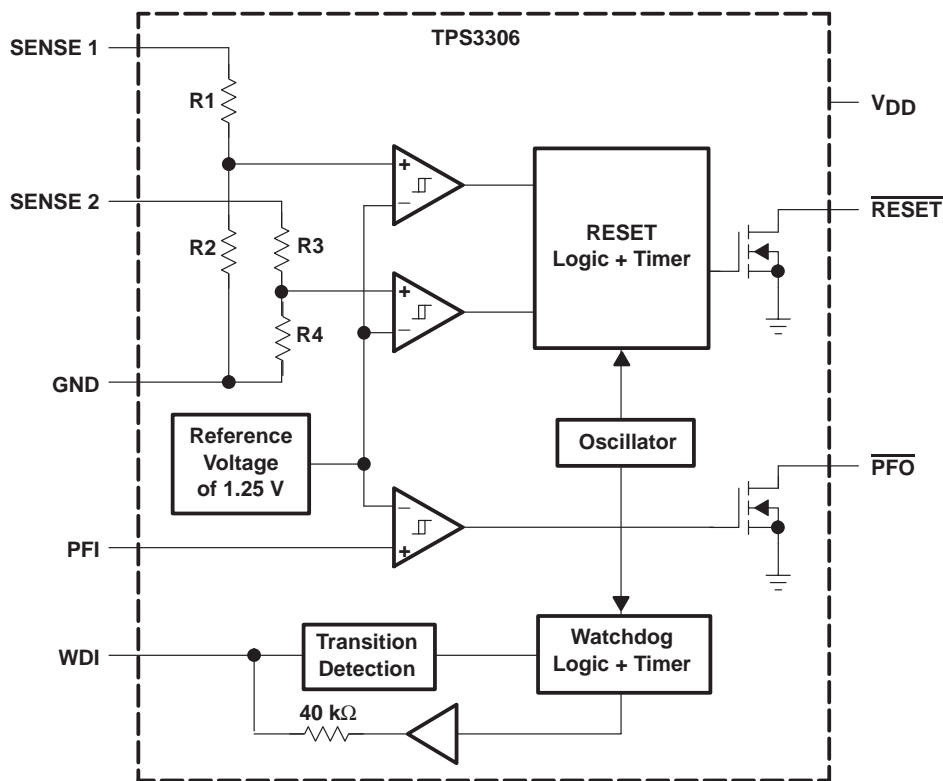 TPS3306
SENSE 1
R1
VDD
+
−
SENSE 2
RESET
R2
R3
RESET
Logic + Timer
+
−
R4
GND
Reference
Voltage
of 1.25 V
Oscillator
PFO
−
+
PFI
WDI
Transition
Detection
Watchdog
Logic + Timer
40 kΩ